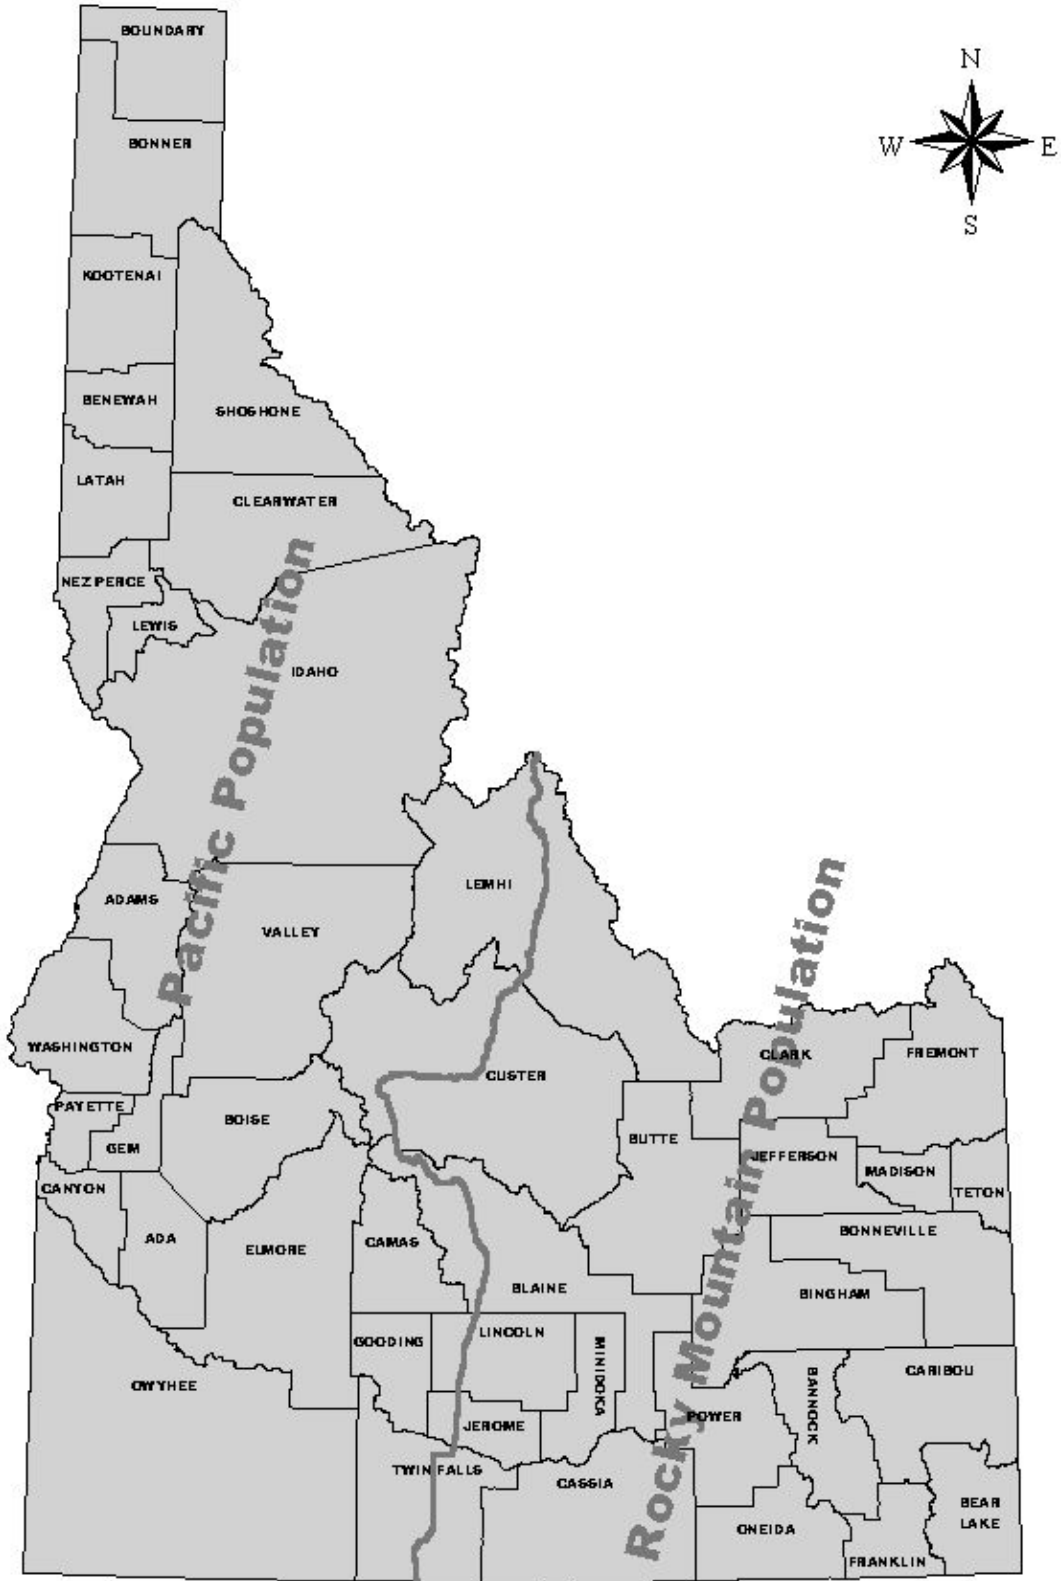 BOUNDARY
N
W E
S
BONNER
KOOTENAI
BENEWAH
SHOSHONE
LATAH
CLEARWATER
NEZ PERCE
LEWIS
IDAHO
Pacific Population
LEMHI
ADAMS
VALLEY
Rocky Mountain Population
WASHINGTON
CLARK
FREMONT
CUSTER
PAYETTE
BOISE
BUTTE
GEM
JEFFERSON
MADISON
CANYON
TETON
ADA
ELMORE
CAMAS
BONNEVILLE
BLAINE
BINGHAM
GOODING
LINCOLN
MINIDOKA
OWYHEE
CARIBOU
BANNOCK
POWER
JEROME
TWIN FALLS
CASSIA
BEAR
LAKE
ONEIDA
FRANKLIN